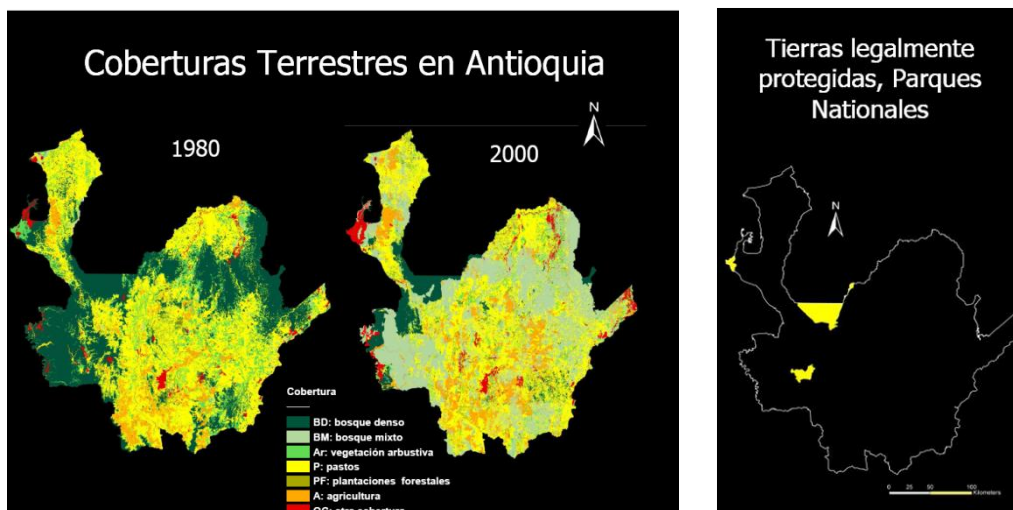 Coberturas Terrestres en Antioquia
N
1980
2000
Cobertura
BD: bosque denso
BM: bosque mixto
Ar: vegetación arbustiva
P: pastos
PF: plantaciones forestales
A: agricultura
Tierras legalmente
protegidas, Parques
Nationales
N
0 25 50 100
Kilometers